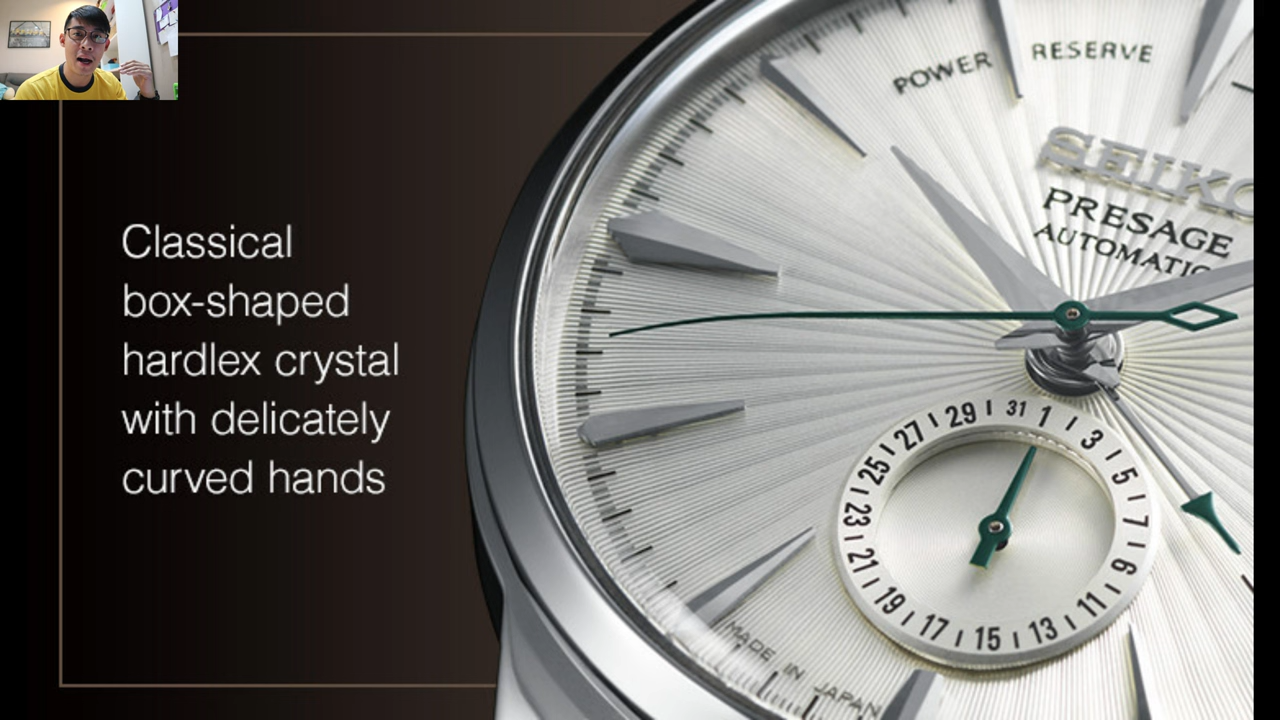 Classical
box-shaped
hardlex crystal
with delicately
curved hands
POWER RESERVE
SEIKO
PRESAGE
AUTOMATIC
29 31 1 3 5 7 9 11 13 15 17 19 21 23 25 27
MADE IN JAPAN